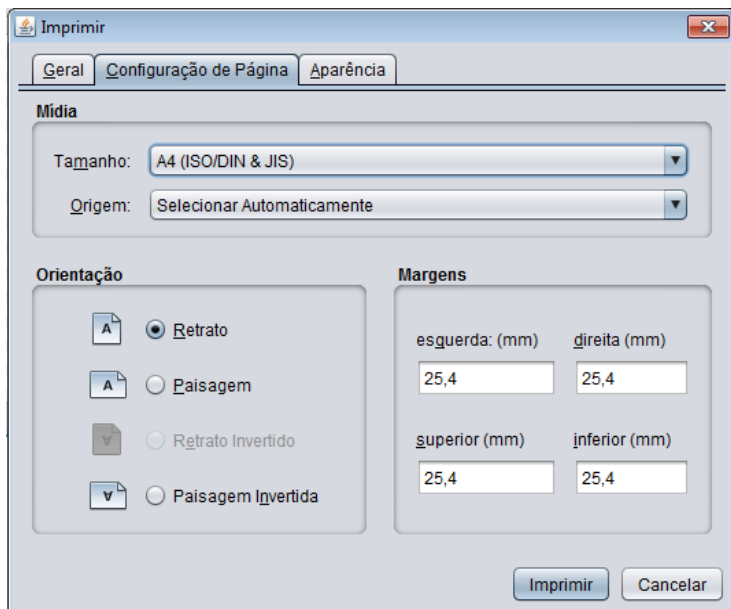 Imprimir
Geral Configuração de Página Aparência
Mídia
Tamanho: A4 (ISO/DIN & JIS)
Origem: Selecionar Automaticamente
Orientação
A Retrato
A Paisagem
A Retrato Invertido
A Paisagem Invertida
Margens
esguerda: (mm) direita (mm)
25,4 25,4
superior (mm) inferior (mm)
25,4 25,4
Imprimir Cancelar